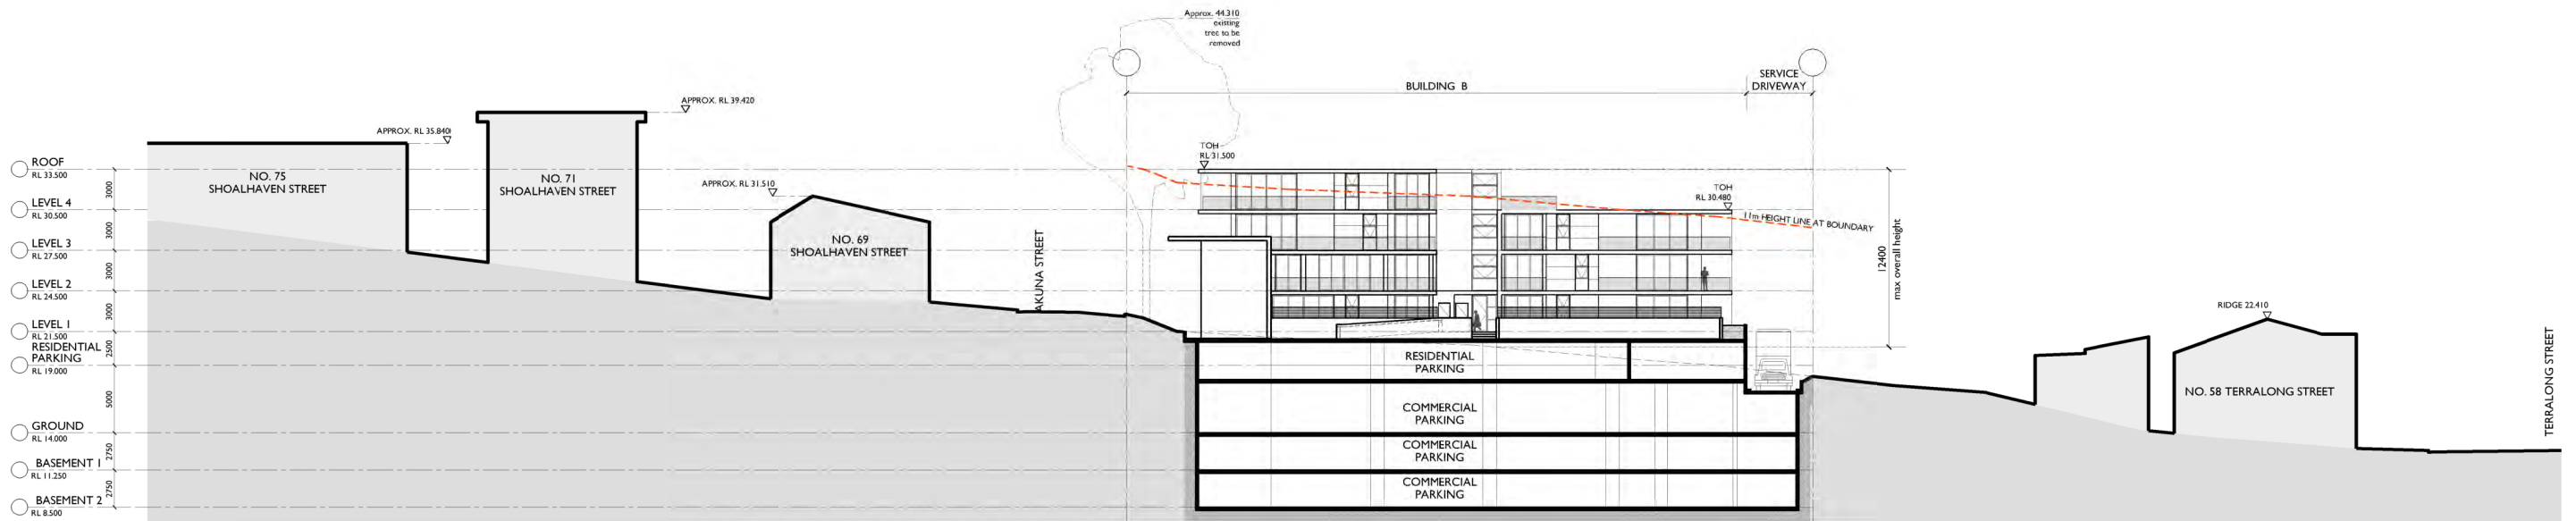 Approx. 44.310
existing
tree to be
removed
SERVICE
DRIVEWAY
BUILDING B
APPROX. RL 39.420
APPROX. RL 35.840
TOH
RL 31.500
ROOF
RL 33.500
3000
NO. 75
SHOALHAVEN STREET
NO. 71
SHOALHAVEN STREET
APPROX. RL 31.510
TOH
RL 30.480
LEVEL 4
RL 30.500
3000
11m HEIGHT LINE AT BOUNDARY
LEVEL 3
RL 27.500
3000
NO. 69
SHOALHAVEN STREET
AKUNA STREET
12400
max overall height
LEVEL 2
RL 24.500
3000
LEVEL 1
RL 21.500
2500
RIDGE 22.410
RESIDENTIAL
PARKING
RL 19.000
5000
RESIDENTIAL
PARKING
NO. 58 TERRALONG STREET
TERRALONG STREET
COMMERCIAL
PARKING
GROUND
RL 14.000
2750
COMMERCIAL
PARKING
BASEMENT 1
RL 11.250
2750
COMMERCIAL
PARKING
BASEMENT 2
RL 8.500